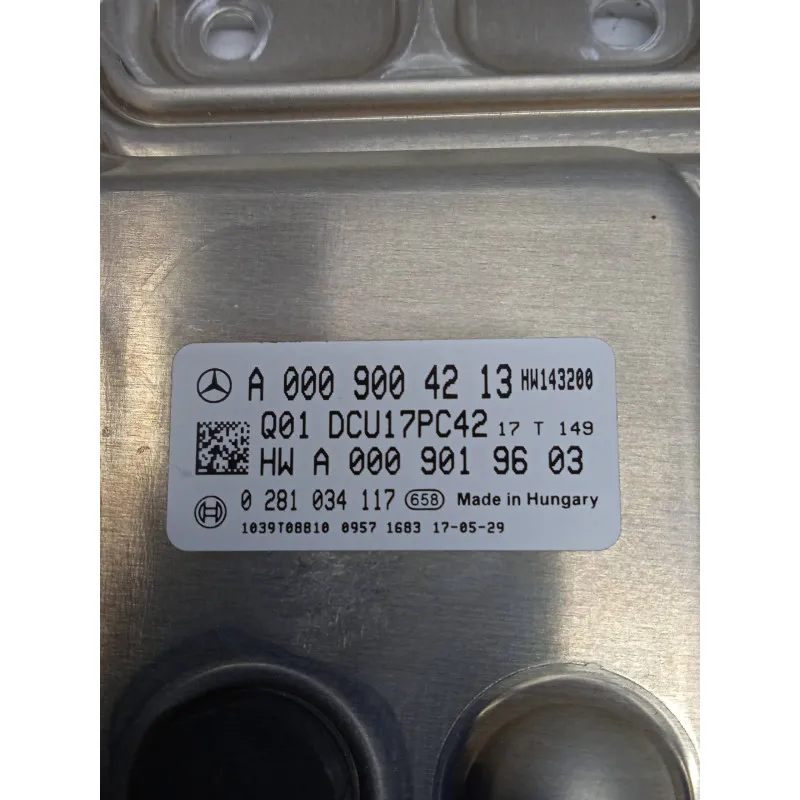 A 000 900 42 13 HW143200
Q01 DCU17PC42 17 T 149
HW A 000 901 96 03
0 281 034 117 658 Made in Hungary
1039T08810 0957 1683 17-05-29